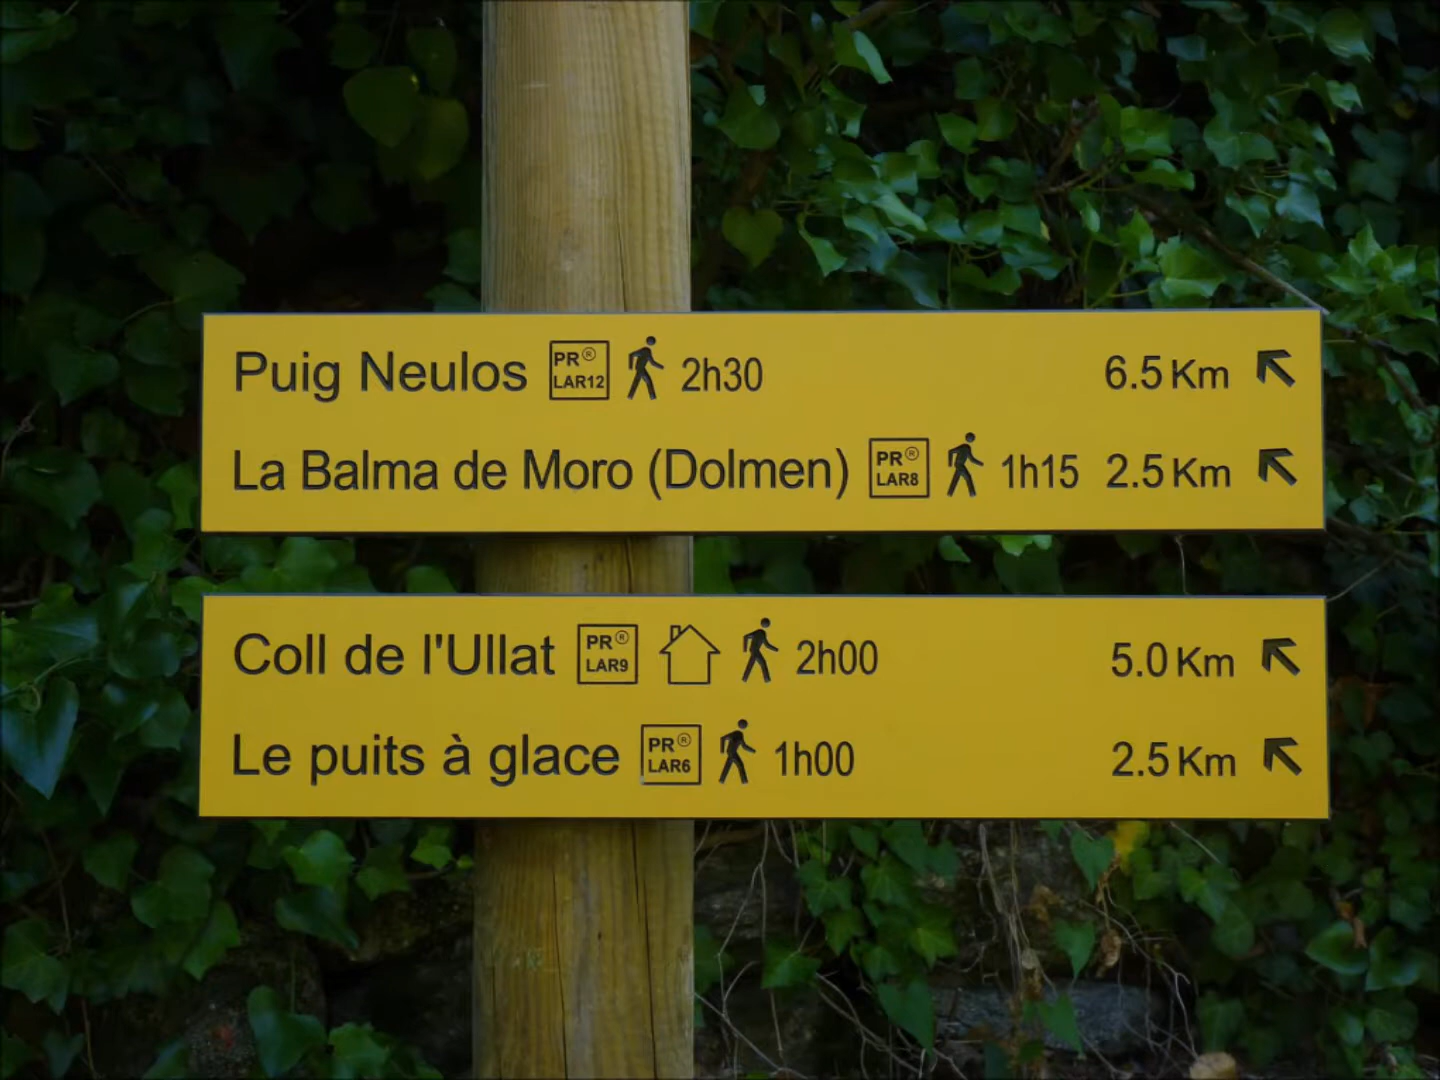 Puig Neulos PR® LAR12 2h30 6.5 Km
La Balma de Moro (Dolmen) PR® LAR8 1h15 2.5 Km
Coll de l'Ullat PR® LAR9 2h00 5.0 Km
Le puits à glace PR® LAR6 1h00 2.5 Km